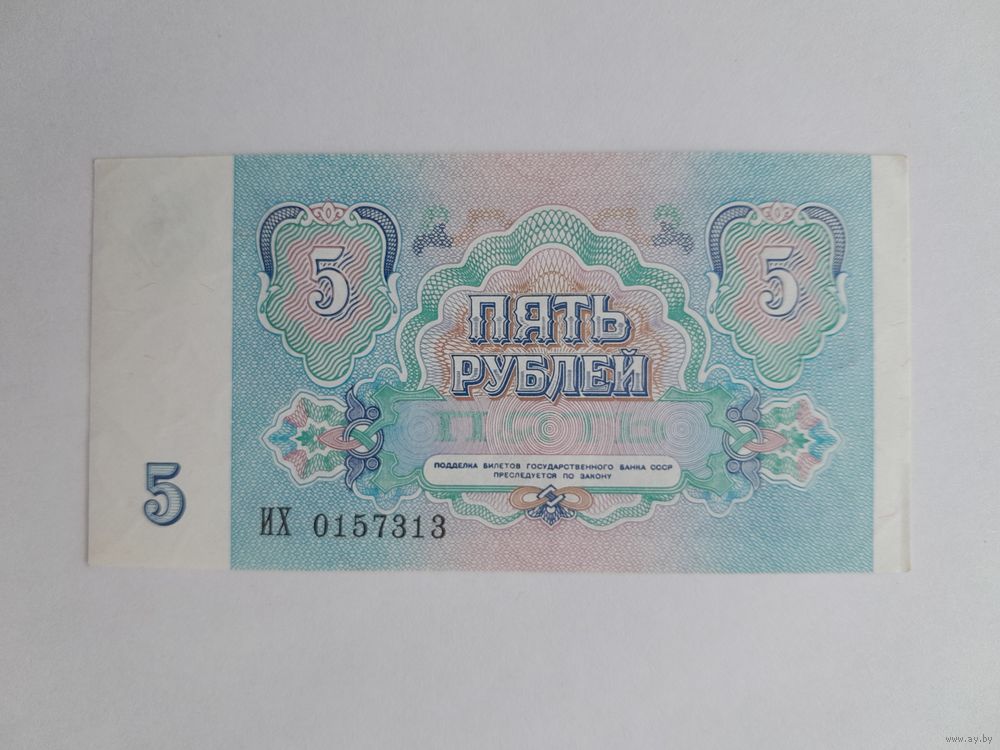 5 5
ПЯТЬ
РУБЛЕЙ
ПОДДЕЛКА БИЛЕТОВ ГОСУДАРСТВЕННОГО БАНКА СССР
ПРЕСЛЕДУЕТСЯ ПО ЗАКОНУ
5
ИХ 0157313
www.ay.by